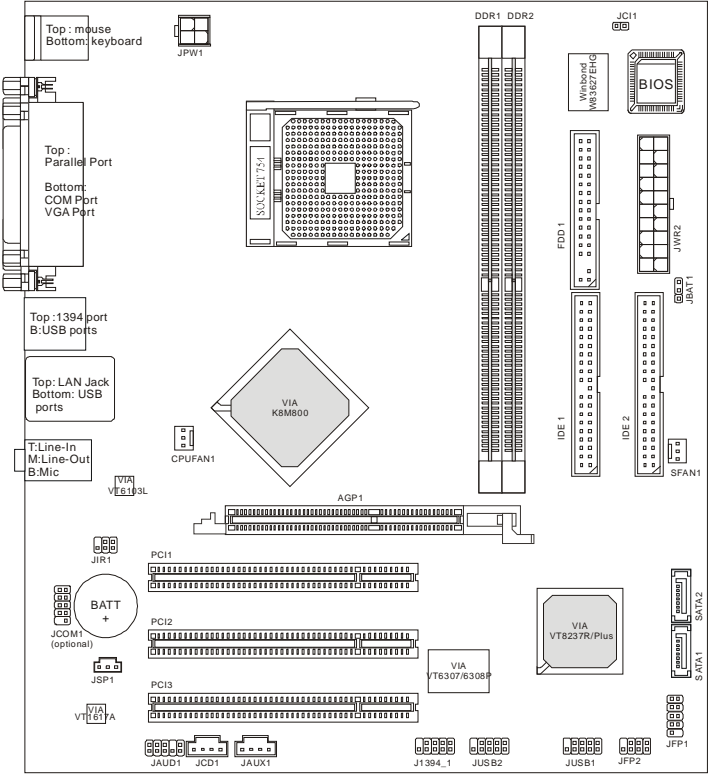 Top : mouse
Bottom: keyboard
JPW1
DDR1 DDR2
JCI1
Winbond
W83627EHG
BIOS
Top :
Parallel Port
Bottom:
COM Port
VGA Port
SOCKET 754
FDD 1
JWR2
JBAT1
Top :1394 port
B:USB ports
Top: LAN Jack
Bottom: USB
ports
VIA
K8M800
IDE 1
IDE 2
T:Line-In
M:Line-Out
B:Mic
CPUFAN1
SFAN1
VIA
VT6103L
AGP1
JIR1
PCI1
BATT
+
JCOM1
(optional)
SATA2
PCI2
VIA
VT8237R/Plus
SATA1
JSP1
VIA
VT6307/6308P
PCI3
VIA
VT1617A
JFP1
JAUD1
JCD1
JAUX1
J1394_1
JUSB2
JUSB1
JFP2